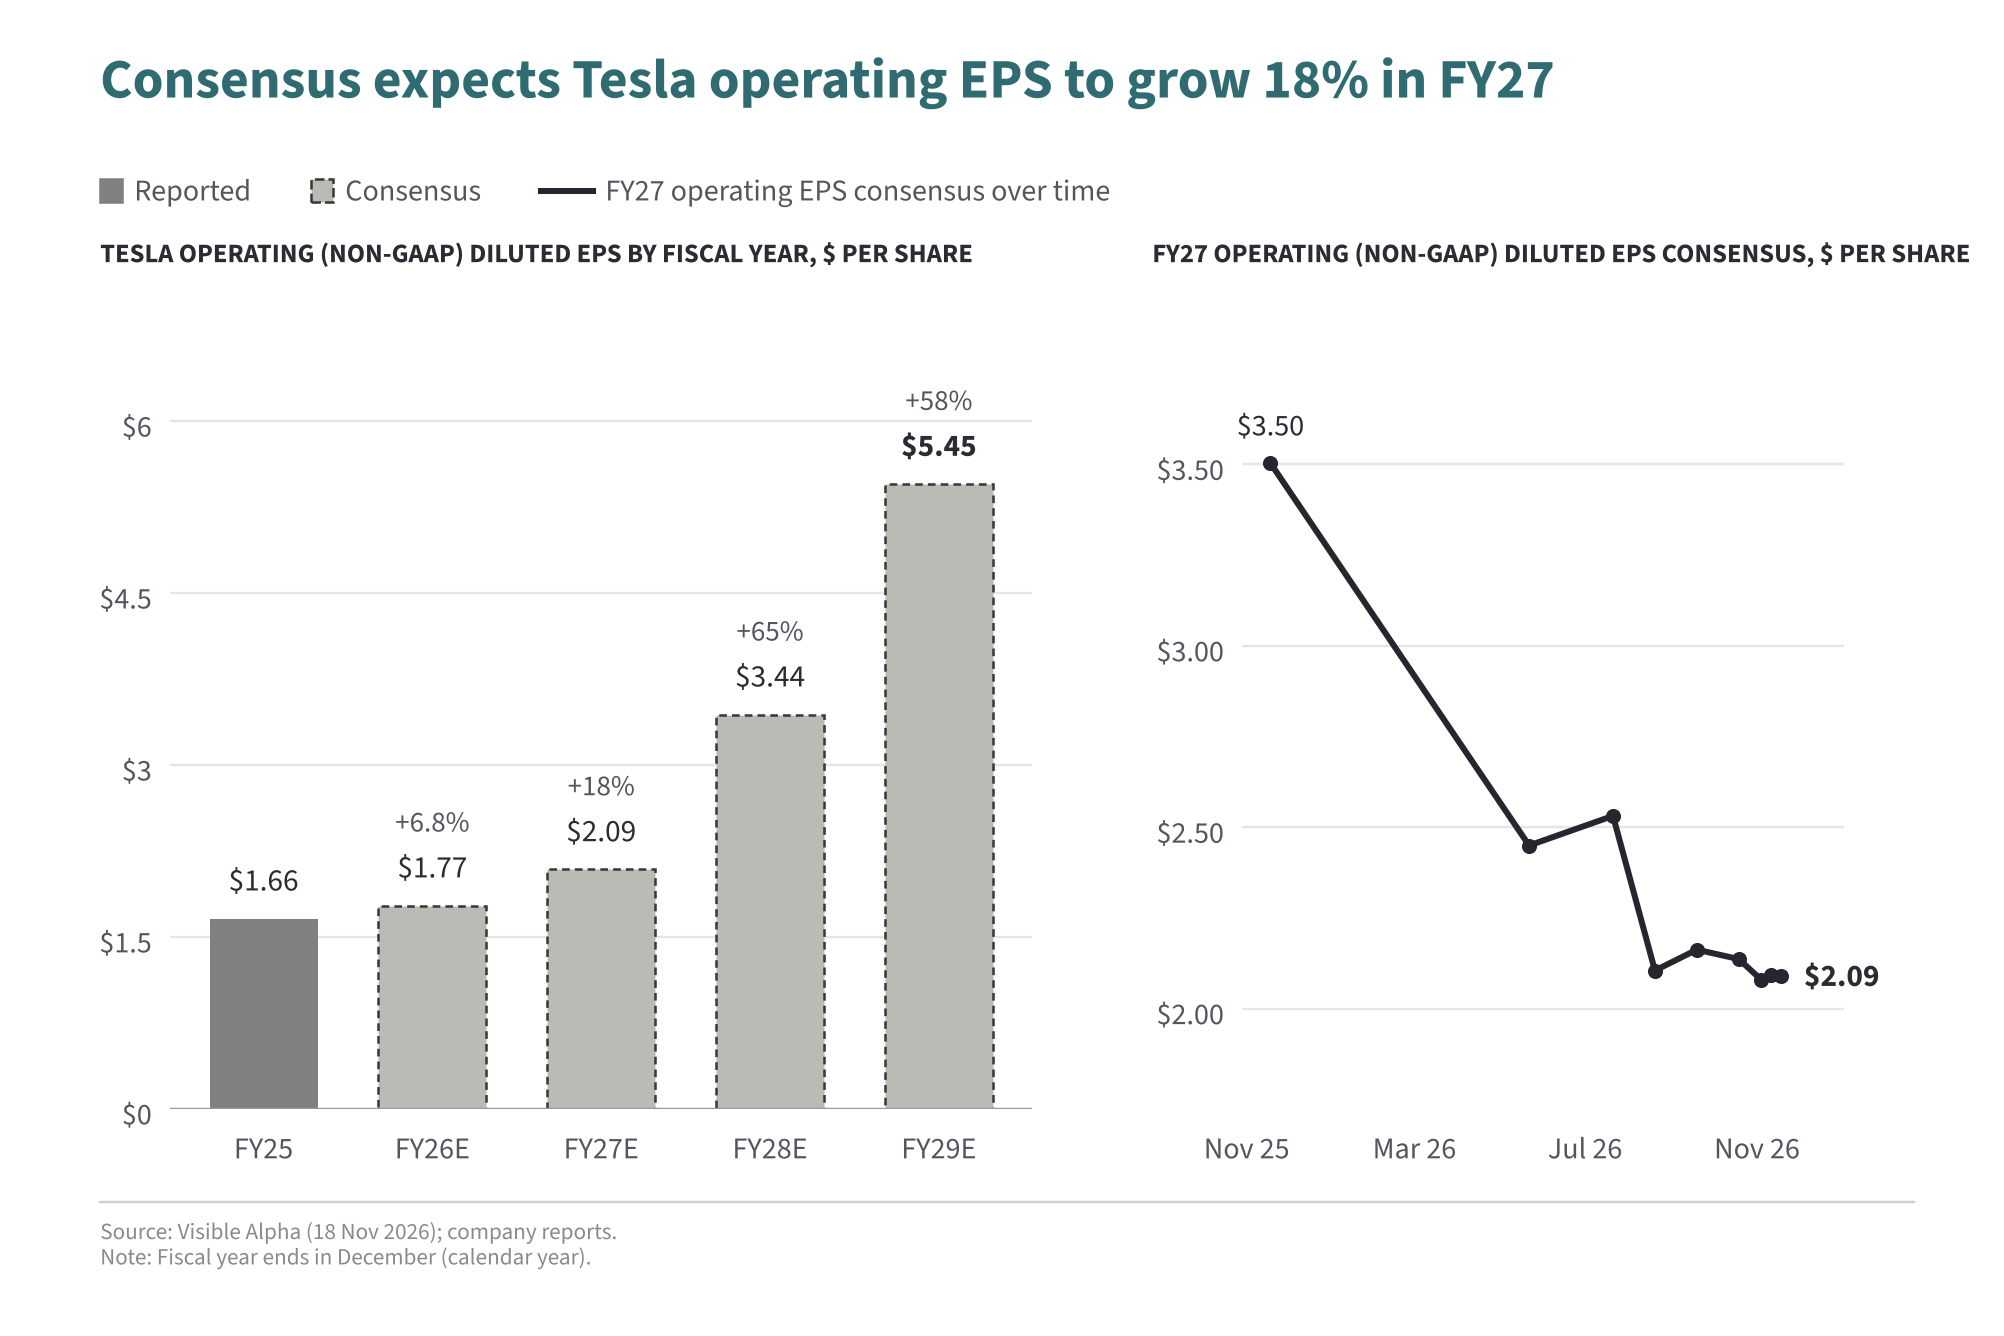 Consensus expects Tesla operating EPS to grow 18% in FY27
Reported
Consensus
FY27 operating EPS consensus over time
TESLA OPERATING (NON-GAAP) DILUTED EPS BY FISCAL YEAR, $ PER SHARE
$6
$4.5
$3
$1.5
$0
$1.66
+6.8%
$1.77
+18%
$2.09
+65%
$3.44
+58%
$5.45
FY25
FY26E
FY27E
FY28E
FY29E
FY27 OPERATING (NON-GAAP) DILUTED EPS CONSENSUS, $ PER SHARE
$3.50
$3.50
$3.00
$2.50
$2.00
$2.09
Nov 25
Mar 26
Jul 26
Nov 26
Source: Visible Alpha (18 Nov 2026); company reports.
Note: Fiscal year ends in December (calendar year).